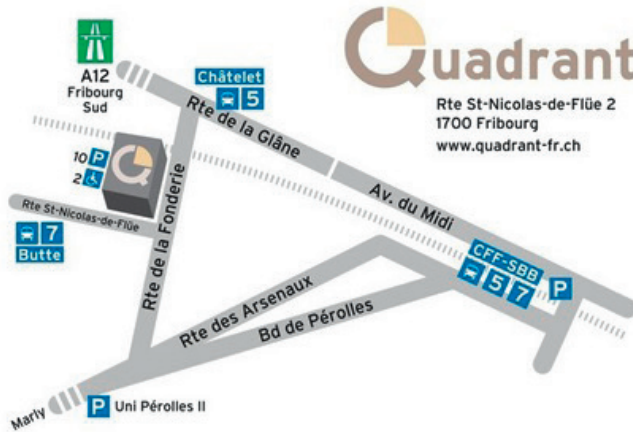 A12
Fribourg
Sud
Quadrant
Rte St-Nicolas-de-Flüe 2
1700 Fribourg
www.quadrant-fr.ch
Châtelet
5
Rte de la Glâne
10 P
2
Q
Av. du Midi
Rte St-Nicolas-de-Flüe
7
Butte
Rte de la Fonderie
CFF-SBB
5 7
P
Rte des Arsenaux
Bd de Pérolles
Marly
P Uni Pérolles II